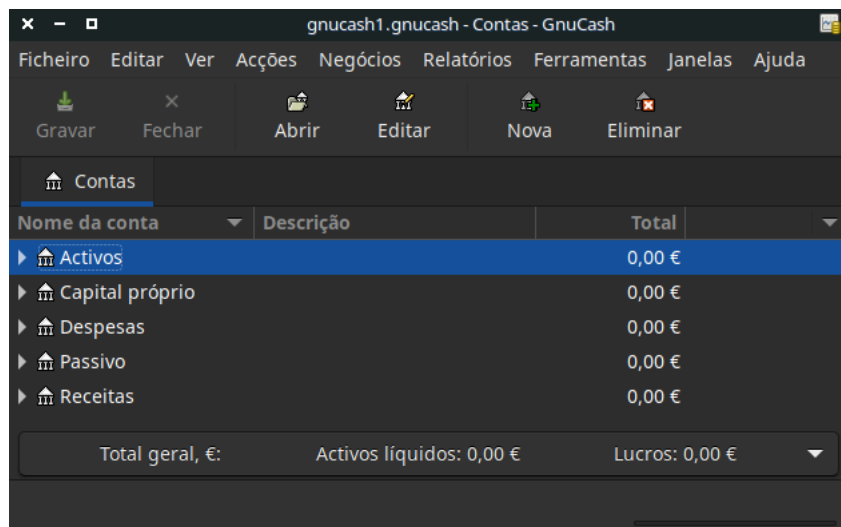 gnucash1.gnucash - Contas - GnuCash
Ficheiro Editar Ver Acções Negócios Relatórios Ferramentas Janelas Ajuda
Gravar Fechar Abrir Editar Nova Eliminar
Contas
Nome da conta Descrição Total
Activos 0,00 €
Capital próprio 0,00 €
Despesas 0,00 €
Passivo 0,00 €
Receitas 0,00 €
Total geral, €: Activos líquidos: 0,00 € Lucros: 0,00 €